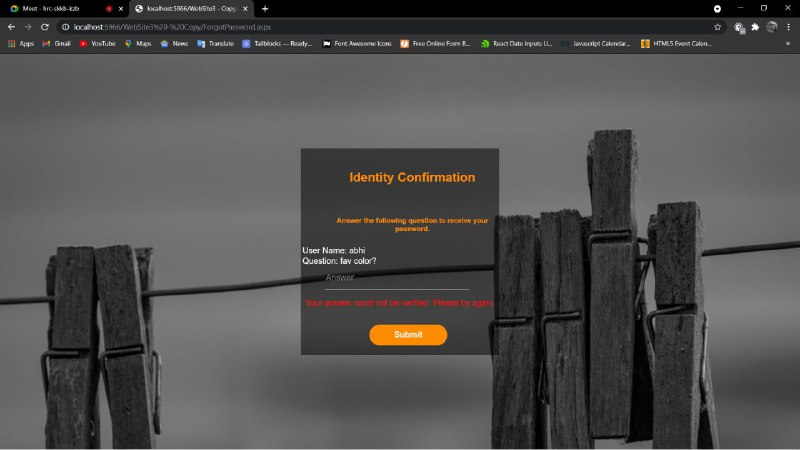 Meet - hrc-skkb-kzb
localhost:5966/WebSite3 - Copy/
localhost:5966/WebSite3%20-%20Copy/ForgotPassword.aspx
Apps
Gmail
YouTube
Maps
News
Translate
Tailblocks — Ready...
Font Awesome Icons
Free Online Form B...
React Date Inputs Li...
Javascript Calendar...
HTML5 Event Calen...
Identity Confirmation
Answer the following question to receive your
password.
User Name: abhi
Question: fav color?
Answer
Your answer could not be verified. Please try again.
Submit